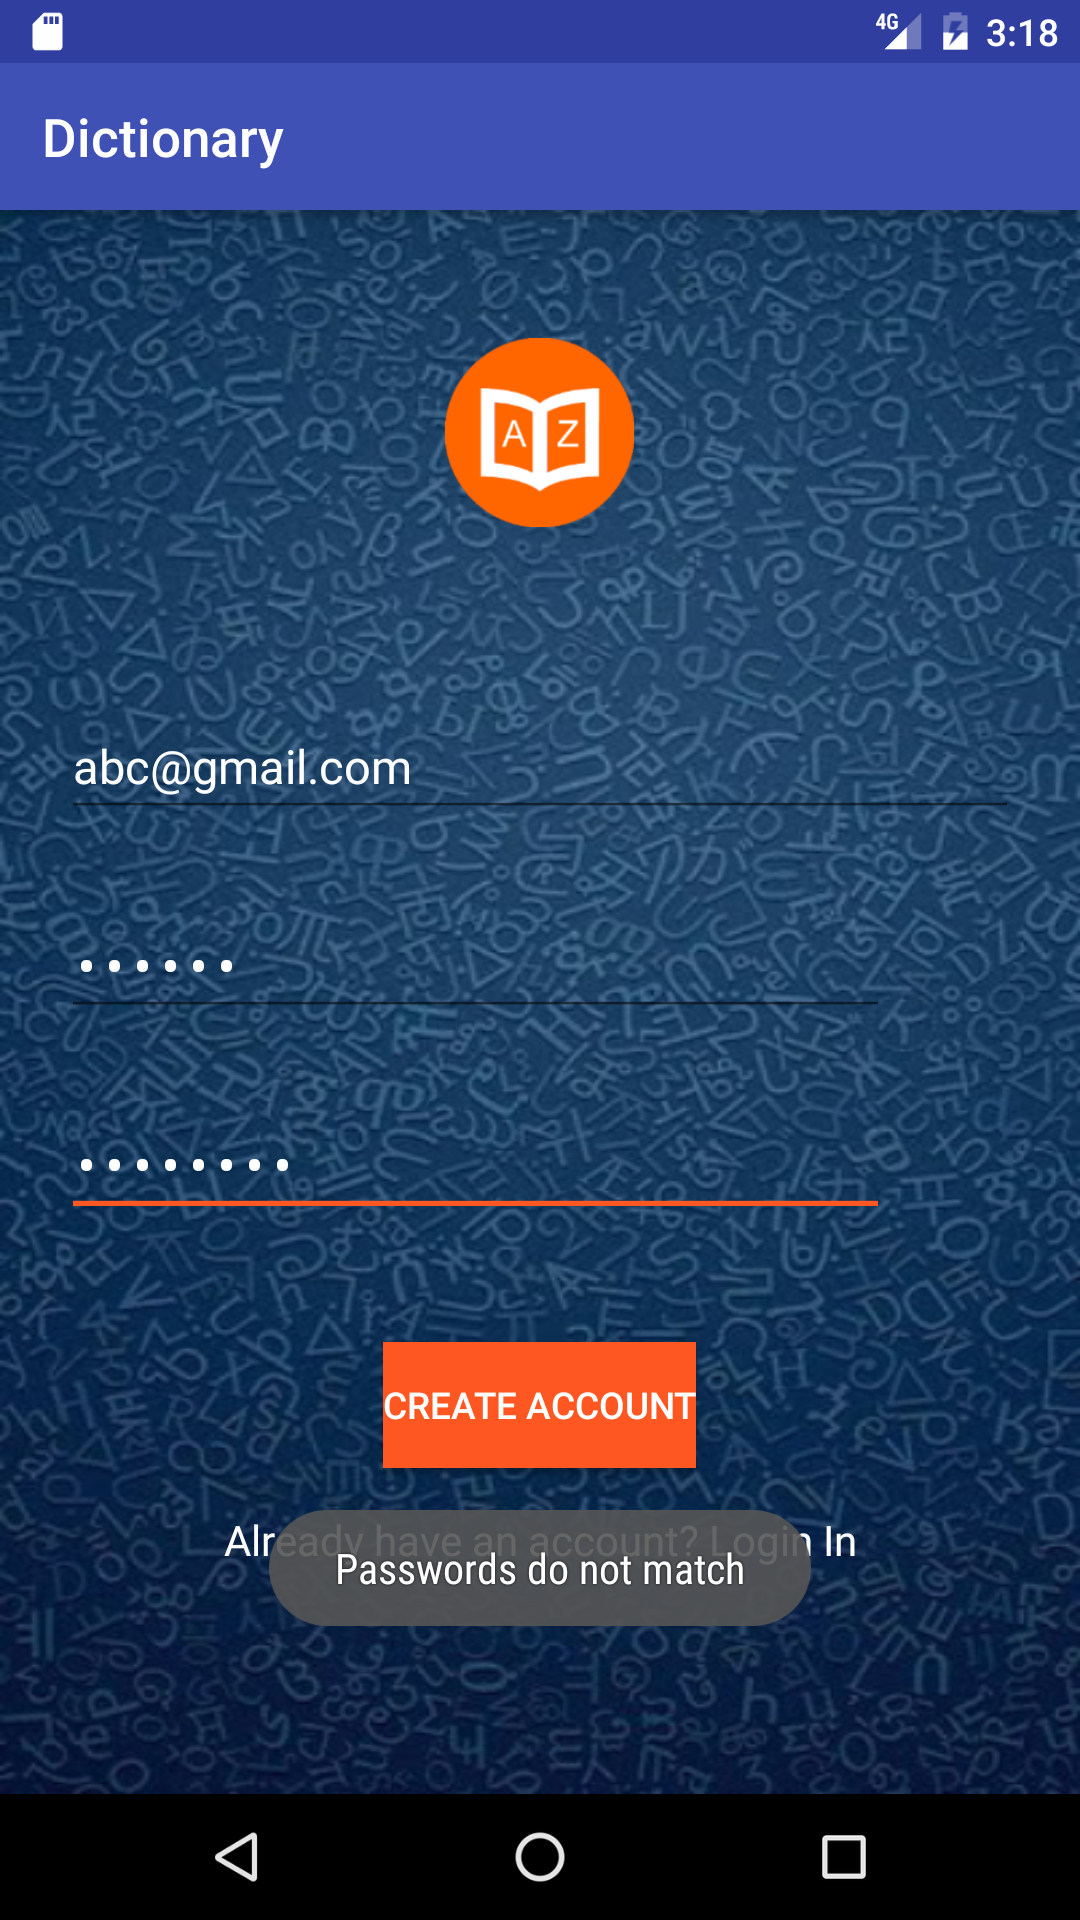 4G 3:18
Dictionary
A Z
abc@gmail.com
••••••
••••••••
CREATE ACCOUNT
Already have an account? Login In
Passwords do not match